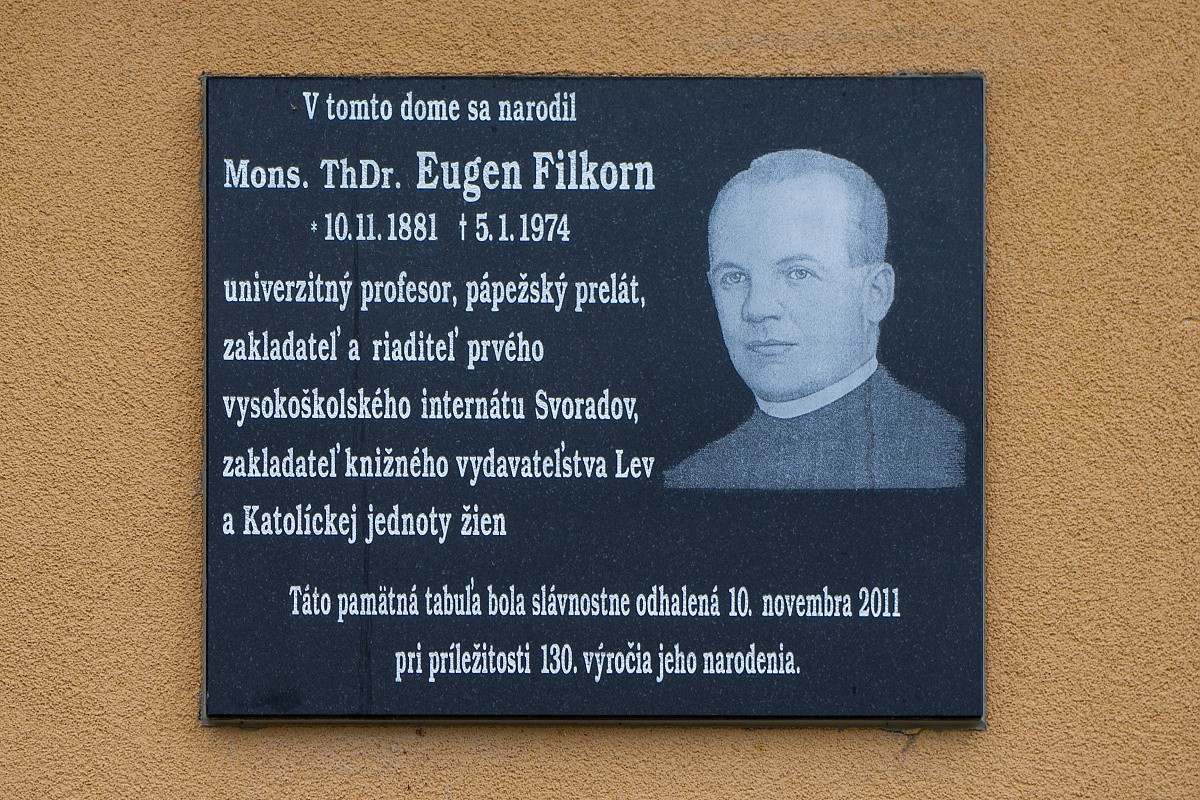 V tomto dome sa narodil
Mons. ThDr. Eugen Filkorn
* 10. 11. 1881 † 5. 1. 1974
univerzitný profesor, pápežský prelát,
zakladateľ a riaditeľ prvého
vysokoškolského internátu Svoradov,
zakladateľ knižného vydavateľstva Lev
a Katolíckej jednoty žien
Táto pamätná tabuľa bola slávnostne odhalená 10. novembra 2011
pri príležitosti 130. výročia jeho narodenia.